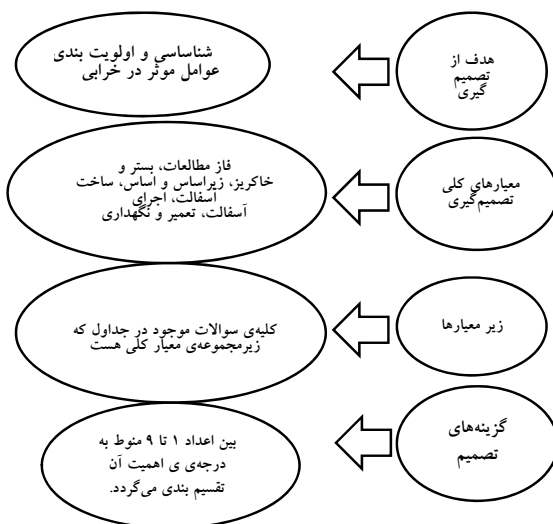 هدف از
تصمیم
گیری
شناساسی و اولویت بندی
عوامل موثر در خرابی
معیارهای کلی
تصمیم‌گیری
فاز مطالعات، بستر و
خاکریز، زیراساس و اساس، ساخت
آسفالت، اجرای
آسفالت، تعمیر و نگهداری
زیر معیارها
کلیه‌ی سوالات موجود در جداول که
زیرمجموعه‌ی معیار کلی هست
گزینه‌های
تصمیم
بین اعداد ۱ تا ۹ منوط به
درجه‌ی ی اهمیت آن
تقسیم بندی می‌گردد.